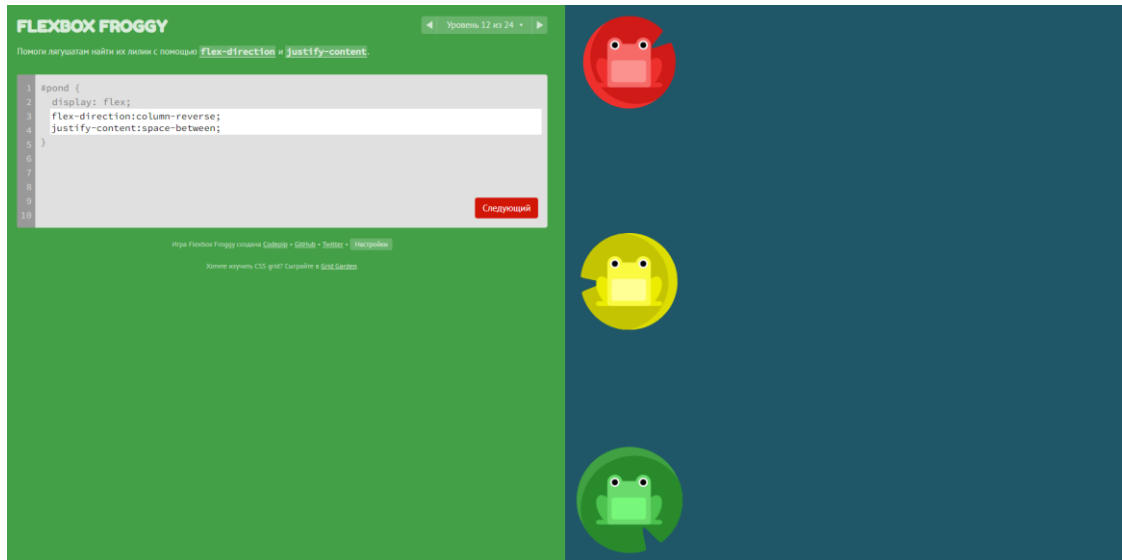 FLEXBOX FROGGY
◀ Уровень 12 из 24 ▶
Помоги лягушатам найти их лилии с помощью flex-direction и justify-content.
1 #pond {
2 display: flex;
3 flex-direction:column-reverse;
4 justify-content:space-between;
5 }
6
7
8
9
10
Следующий
Игра Flexbox Froggy создана Codepip • GitHub • Twitter • Настройки
Хотите изучить CSS grid? Сыграйте в Grid Garden.